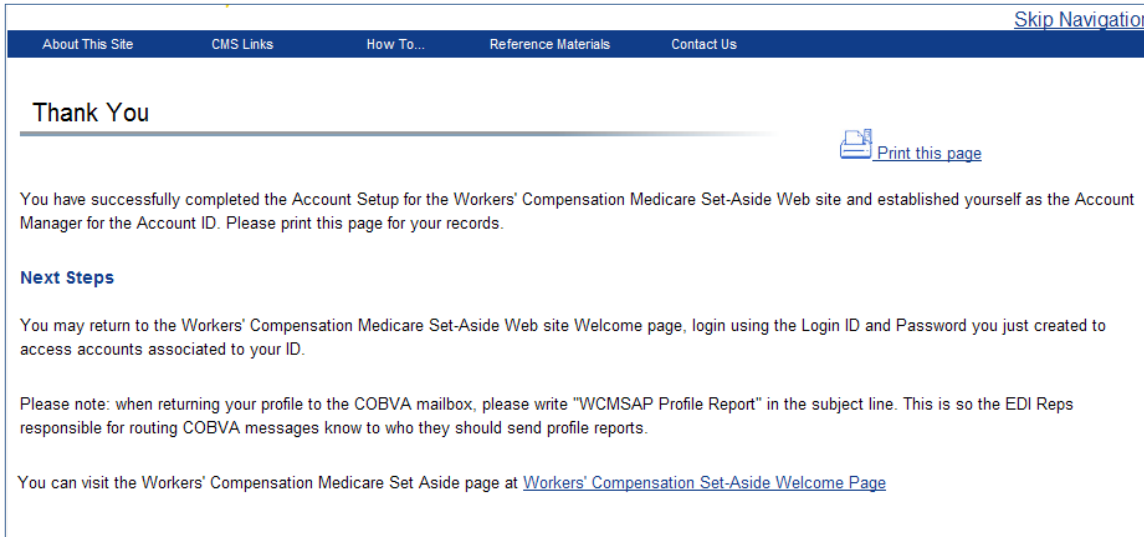 Skip Navigation
About This Site CMS Links How To... Reference Materials Contact Us
Thank You
Print this page
You have successfully completed the Account Setup for the Workers' Compensation Medicare Set-Aside Web site and established yourself as the Account
Manager for the Account ID. Please print this page for your records.
Next Steps
You may return to the Workers' Compensation Medicare Set-Aside Web site Welcome page, login using the Login ID and Password you just created to
access accounts associated to your ID.
Please note: when returning your profile to the COBVA mailbox, please write "WCMSAP Profile Report" in the subject line. This is so the EDI Reps
responsible for routing COBVA messages know to who they should send profile reports.
You can visit the Workers' Compensation Medicare Set Aside page at Workers' Compensation Set-Aside Welcome Page